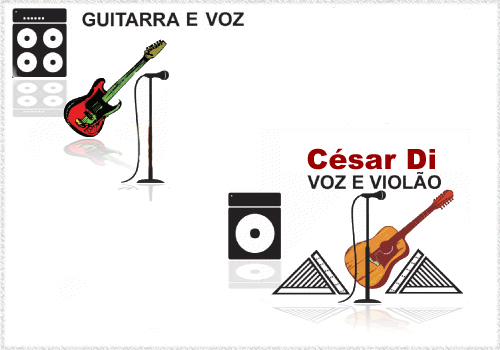 GUITARRA E VOZ
César Di
VOZ E VIOLÃO